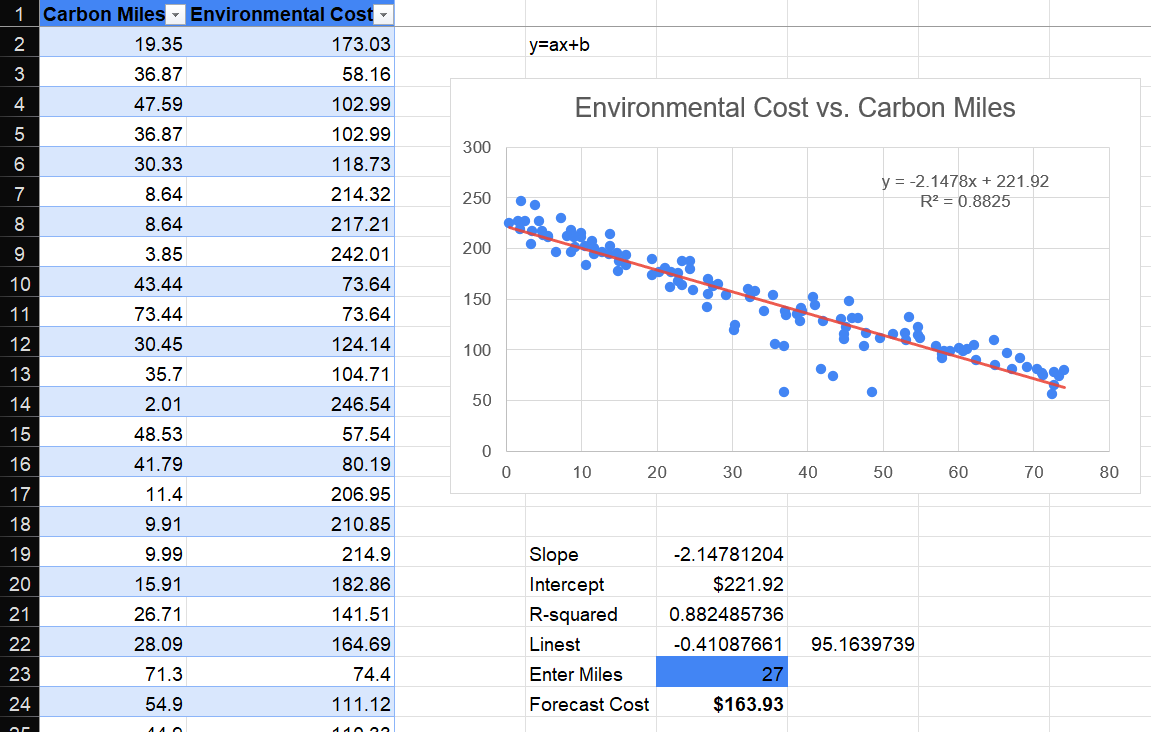 1 Carbon Miles Environmental Cost
2 19.35 173.03 y=ax+b
3 36.87 58.16
4 47.59 102.99
5 36.87 102.99
6 30.33 118.73
7 8.64 214.32
8 8.64 217.21
9 3.85 242.01
10 43.44 73.64
11 73.44 73.64
12 30.45 124.14
13 35.7 104.71
14 2.01 246.54
15 48.53 57.54
16 41.79 80.19
17 11.4 206.95
18 9.91 210.85
19 9.99 214.9
20 15.91 182.86
21 26.71 141.51
22 28.09 164.69
23 71.3 74.4
24 54.9 111.12
Environmental Cost vs. Carbon Miles
y = -2.1478x + 221.92
R² = 0.8825
300
250
200
150
100
50
0
0 10 20 30 40 50 60 70 80
Slope -2.14781204
Intercept $221.92
R-squared 0.882485736
Linest -0.41087661 95.1639739
Enter Miles 27
Forecast Cost $163.93